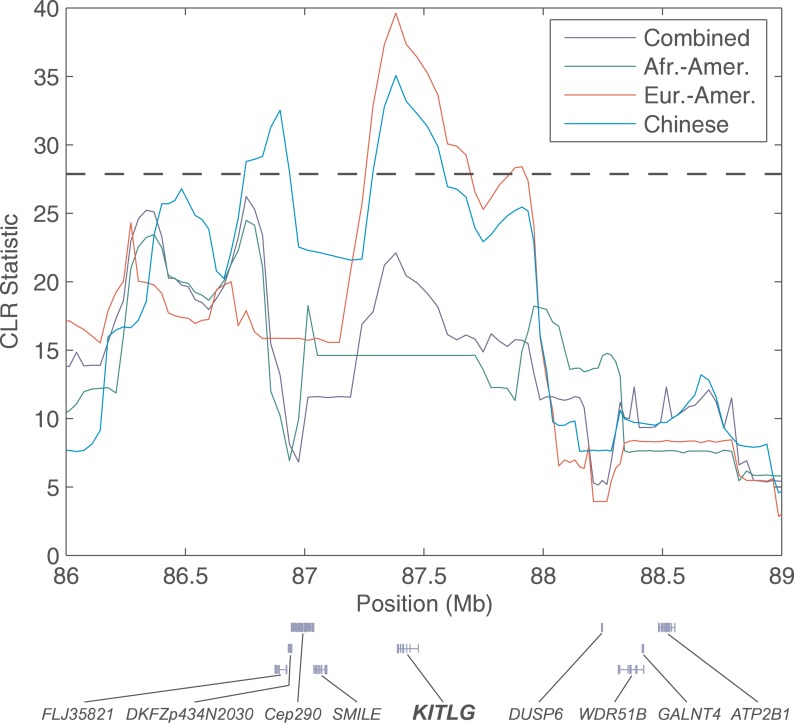 40
35
30
25
20
15
10
5
0
CLR Statistic
Combined
Afr.-Amer.
Eur.-Amer.
Chinese
86 86.5 87 87.5 88 88.5 89
Position (Mb)
FLJ35821 DKFZp434N2030 Cep290 SMILE KITLG DUSP6 WDR51B GALNT4 ATP2B1